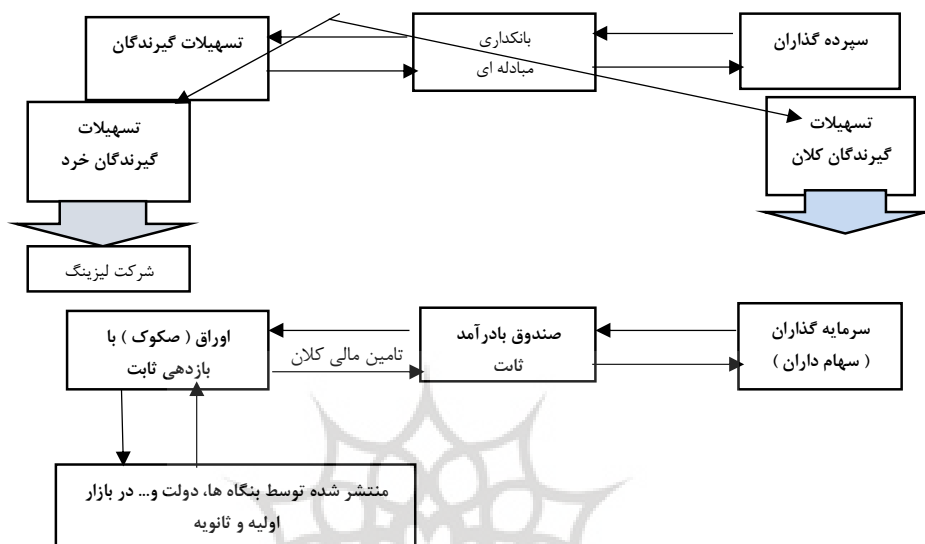 سپرده گذاران
بانکداری
مبادله ای
تسهیلات گیرندگان
تسهیلات
گیرندگان کلان
تسهیلات
گیرندگان خرد
شرکت لیزینگ
سرمایه گذاران
( سهام داران )
صندوق بادرآمد
ثابت
تامین مالی کلان
اوراق ( صکوک ) با
بازدهی ثابت
منتشر شده توسط بنگاه ها، دولت و... در بازار
اولیه و ثانویه